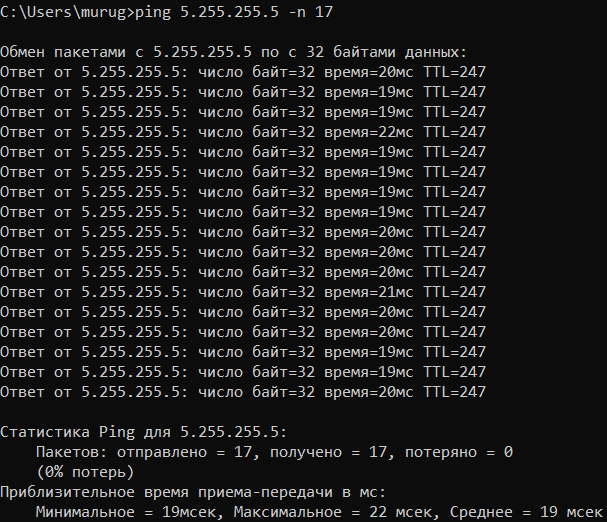 C:\Users\murug>ping 5.255.255.5 -n 17
Обмен пакетами с 5.255.255.5 по с 32 байтами данных:
Ответ от 5.255.255.5: число байт=32 время=20мс TTL=247
Ответ от 5.255.255.5: число байт=32 время=19мс TTL=247
Ответ от 5.255.255.5: число байт=32 время=19мс TTL=247
Ответ от 5.255.255.5: число байт=32 время=22мс TTL=247
Ответ от 5.255.255.5: число байт=32 время=19мс TTL=247
Ответ от 5.255.255.5: число байт=32 время=19мс TTL=247
Ответ от 5.255.255.5: число байт=32 время=19мс TTL=247
Ответ от 5.255.255.5: число байт=32 время=19мс TTL=247
Ответ от 5.255.255.5: число байт=32 время=20мс TTL=247
Ответ от 5.255.255.5: число байт=32 время=20мс TTL=247
Ответ от 5.255.255.5: число байт=32 время=20мс TTL=247
Ответ от 5.255.255.5: число байт=32 время=21мс TTL=247
Ответ от 5.255.255.5: число байт=32 время=20мс TTL=247
Ответ от 5.255.255.5: число байт=32 время=20мс TTL=247
Ответ от 5.255.255.5: число байт=32 время=19мс TTL=247
Ответ от 5.255.255.5: число байт=32 время=19мс TTL=247
Ответ от 5.255.255.5: число байт=32 время=20мс TTL=247
Статистика Ping для 5.255.255.5:
Пакетов: отправлено = 17, получено = 17, потеряно = 0
(0% потерь)
Приблизительное время приема-передачи в мс:
Минимальное = 19мсек, Максимальное = 22 мсек, Среднее = 19 мсек